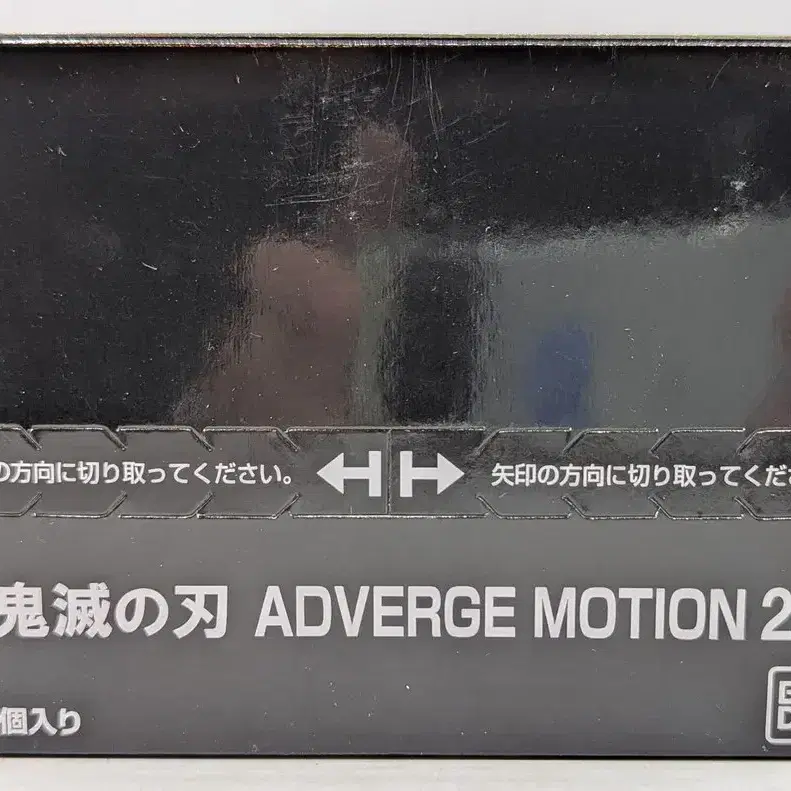 の方向に切り取ってください。 矢印の方向に切り取ってくだ
鬼滅の刃 ADVERGE MOTION 2
個入り